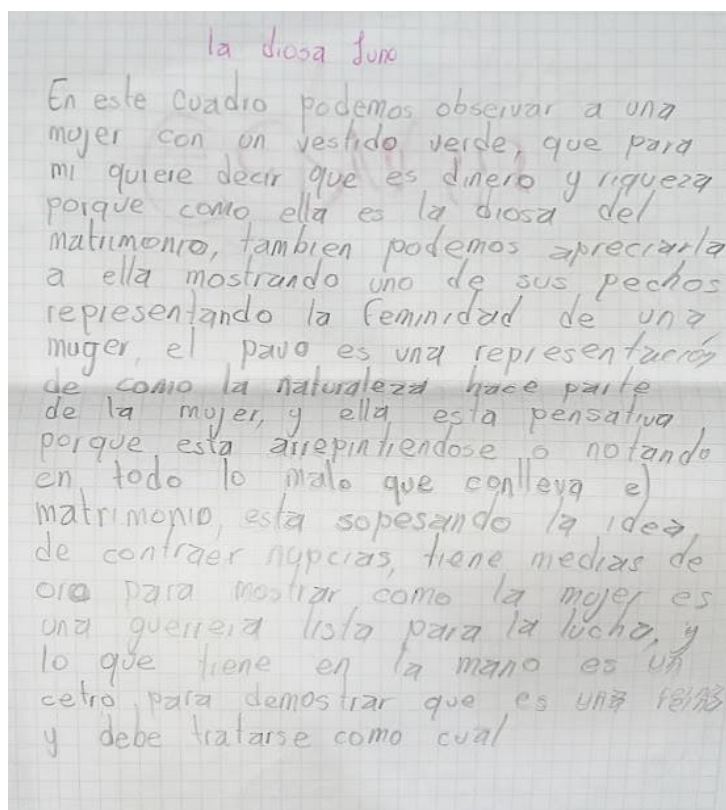 la diosa Juno
En este cuadro podemos observar a una
mujer con un vestido verde, que para
mi quiere decir que es dinero y riqueza
porque como ella es la diosa del
matrimonio, tambien podemos apreciarla
a ella mostrando uno de sus pechos
representando la feminidad de una
muger, el pavo es una representación
de como la naturaleza hace parte
de la mujer, y ella esta pensativa
porque esta arrepintiendose o notando
en todo lo malo que conlleva el
matrimonio, esta sopesando la idea,
de contraer nupcias, tiene medias de
oro para mostrar como la mujer es
una guerrera lista para la lucha, y
lo que tiene en la mano es un
cetro, para demostrar que es una reina
y debe tratarse como cual